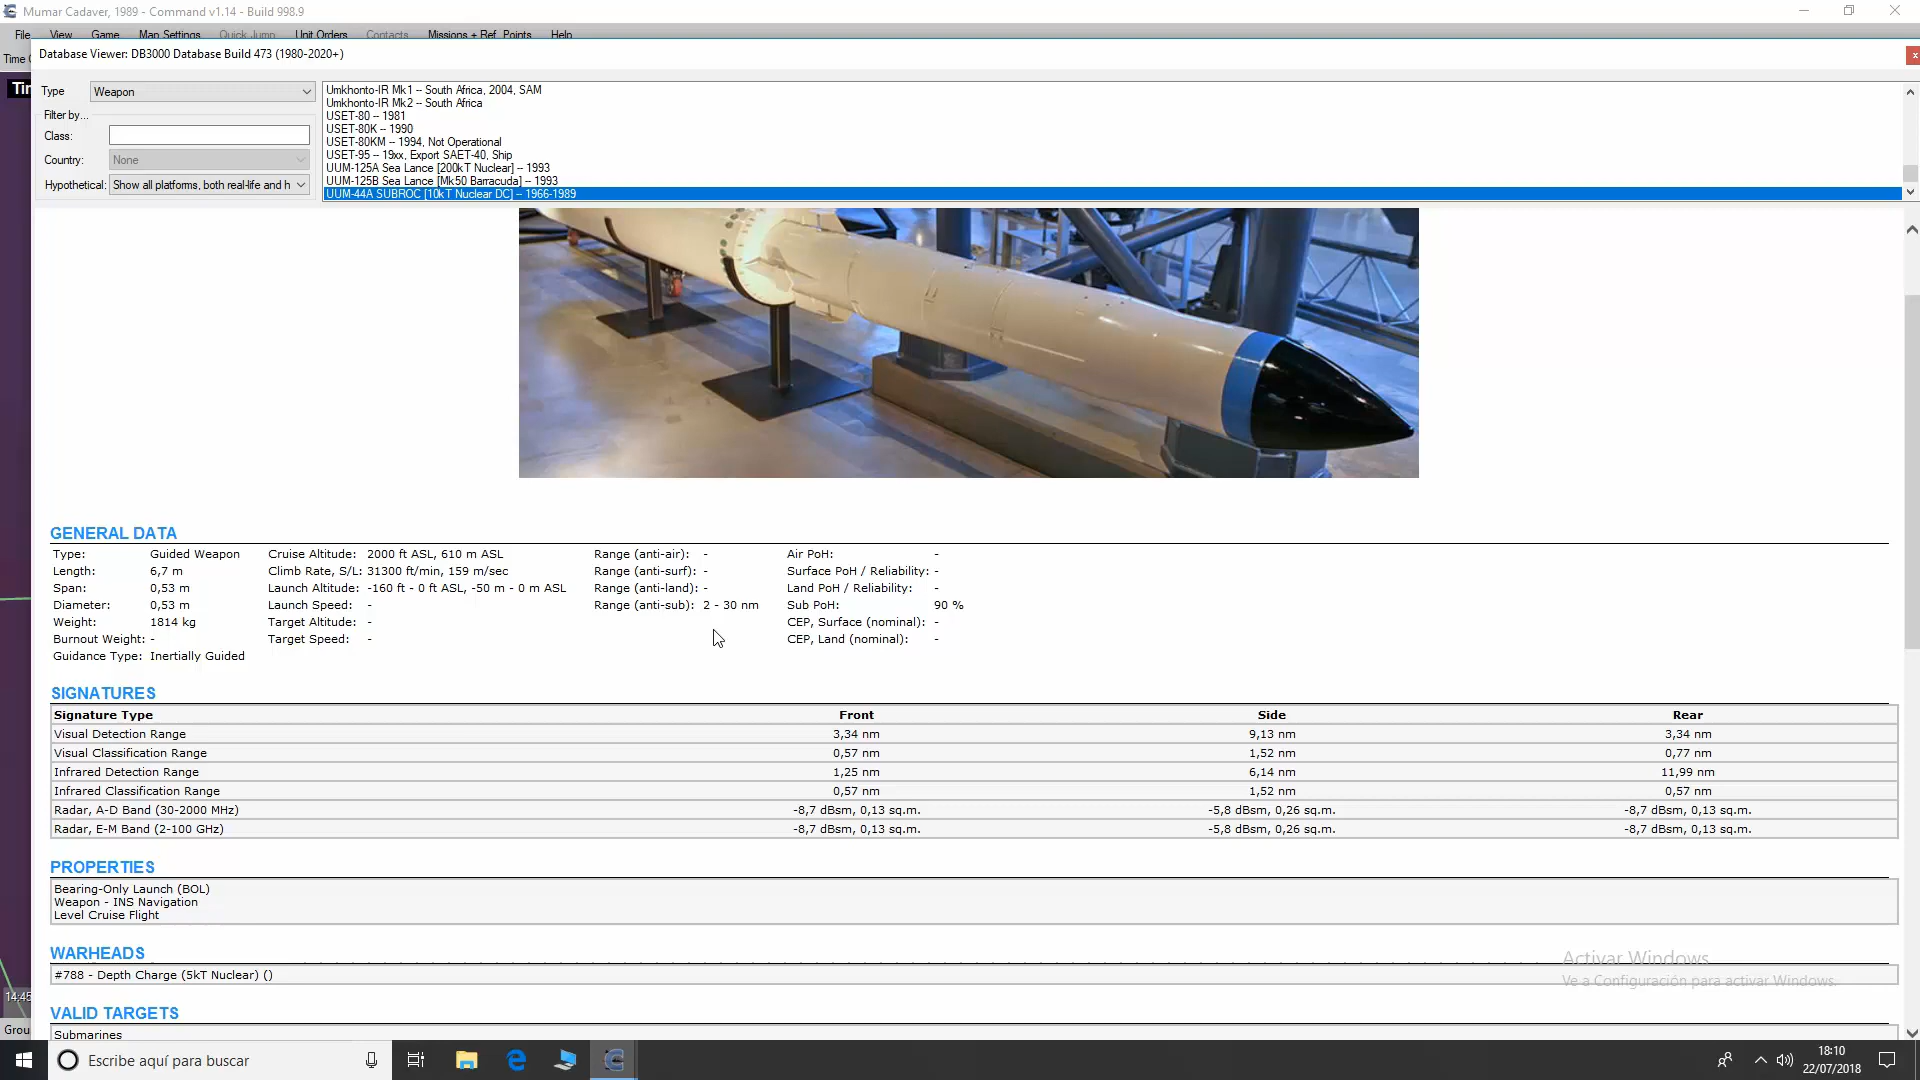 Mumar Cadaver, 1989 - Command v1.14 - Build 998.9
File View Game Map Settings Quick Jump Unit Orders Contacts Missions + Ref. Points Help
Database Viewer: DB3000 Database Build 473 (1980-2020+)
Time
Type Weapon
Filter by...
Class:
Country: None
Hypothetical: Show all platforms, both real-life and h
Umkhonto-IR Mk1 -- South Africa, 2004, SAM
Umkhonto-IR Mk2 -- South Africa
USET-80 -- 1981
USET-80K -- 1990
USET-80KM -- 1994, Not Operational
USET-95 -- 19xx, Export SAET-40, Ship
UUM-125A Sea Lance [200kT Nuclear] -- 1993
UUM-125B Sea Lance [Mk50 Barracuda] -- 1993
UUM-44A SUBROC [10kT Nuclear DC] -- 1966-1989
GENERAL DATA
Type: Guided Weapon Cruise Altitude: 2000 ft ASL, 610 m ASL Range (anti-air): - Air PoH: -
Length: 6,7 m Climb Rate, S/L: 31300 ft/min, 159 m/sec Range (anti-surf): - Surface PoH / Reliability: -
Span: 0,53 m Launch Altitude: -160 ft - 0 ft ASL, -50 m - 0 m ASL Range (anti-land): - Land PoH / Reliability: -
Diameter: 0,53 m Launch Speed: - Range (anti-sub): 2 - 30 nm Sub PoH: 90 %
Weight: 1814 kg Target Altitude: - CEP, Surface (nominal): -
Burnout Weight: - Target Speed: - CEP, Land (nominal): -
Guidance Type: Inertially Guided
SIGNATURES
Signature Type Front Side Rear
Visual Detection Range 3,34 nm 9,13 nm 3,34 nm
Visual Classification Range 0,57 nm 1,52 nm 0,77 nm
Infrared Detection Range 1,25 nm 6,14 nm 11,99 nm
Infrared Classification Range 0,57 nm 1,52 nm 0,57 nm
Radar, A-D Band (30-2000 MHz) -8,7 dBsm, 0,13 sq.m. -5,8 dBsm, 0,26 sq.m. -8,7 dBsm, 0,13 sq.m.
Radar, E-M Band (2-100 GHz) -8,7 dBsm, 0,13 sq.m. -5,8 dBsm, 0,26 sq.m. -8,7 dBsm, 0,13 sq.m.
PROPERTIES
Bearing-Only Launch (BOL)
Weapon - INS Navigation
Level Cruise Flight
WARHEADS
#788 - Depth Charge (5kT Nuclear) ()
Activar Windows
Ve a Configuración para activar Windows.
14:45
VALID TARGETS
Grou
Submarines
Escribe aquí para buscar
18:10
22/07/2018